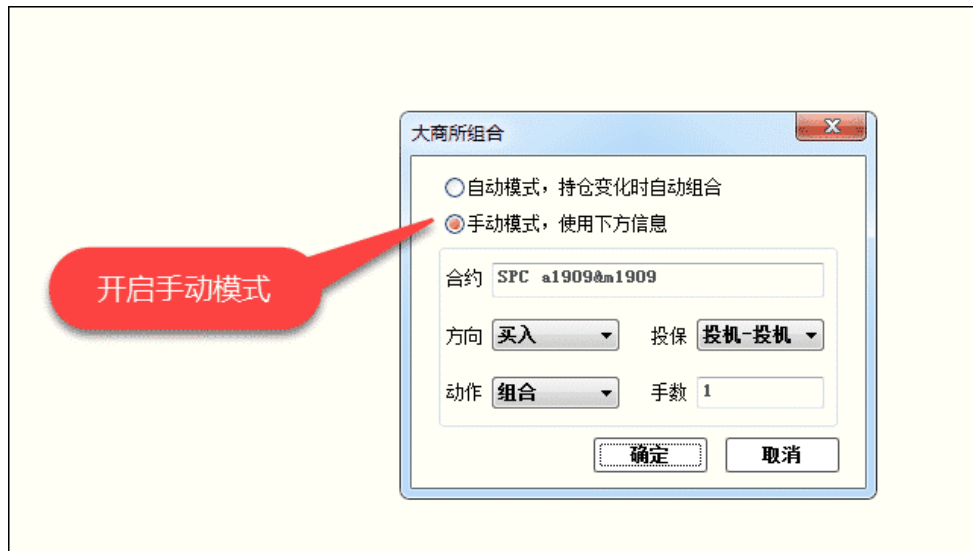 大商所组合
自动模式，持仓变化时自动组合
手动模式，使用下方信息
开启手动模式
合约 SPC a1909&m1909
方向 买入 投保 投机-投机
动作 组合 手数 1
确定 取消